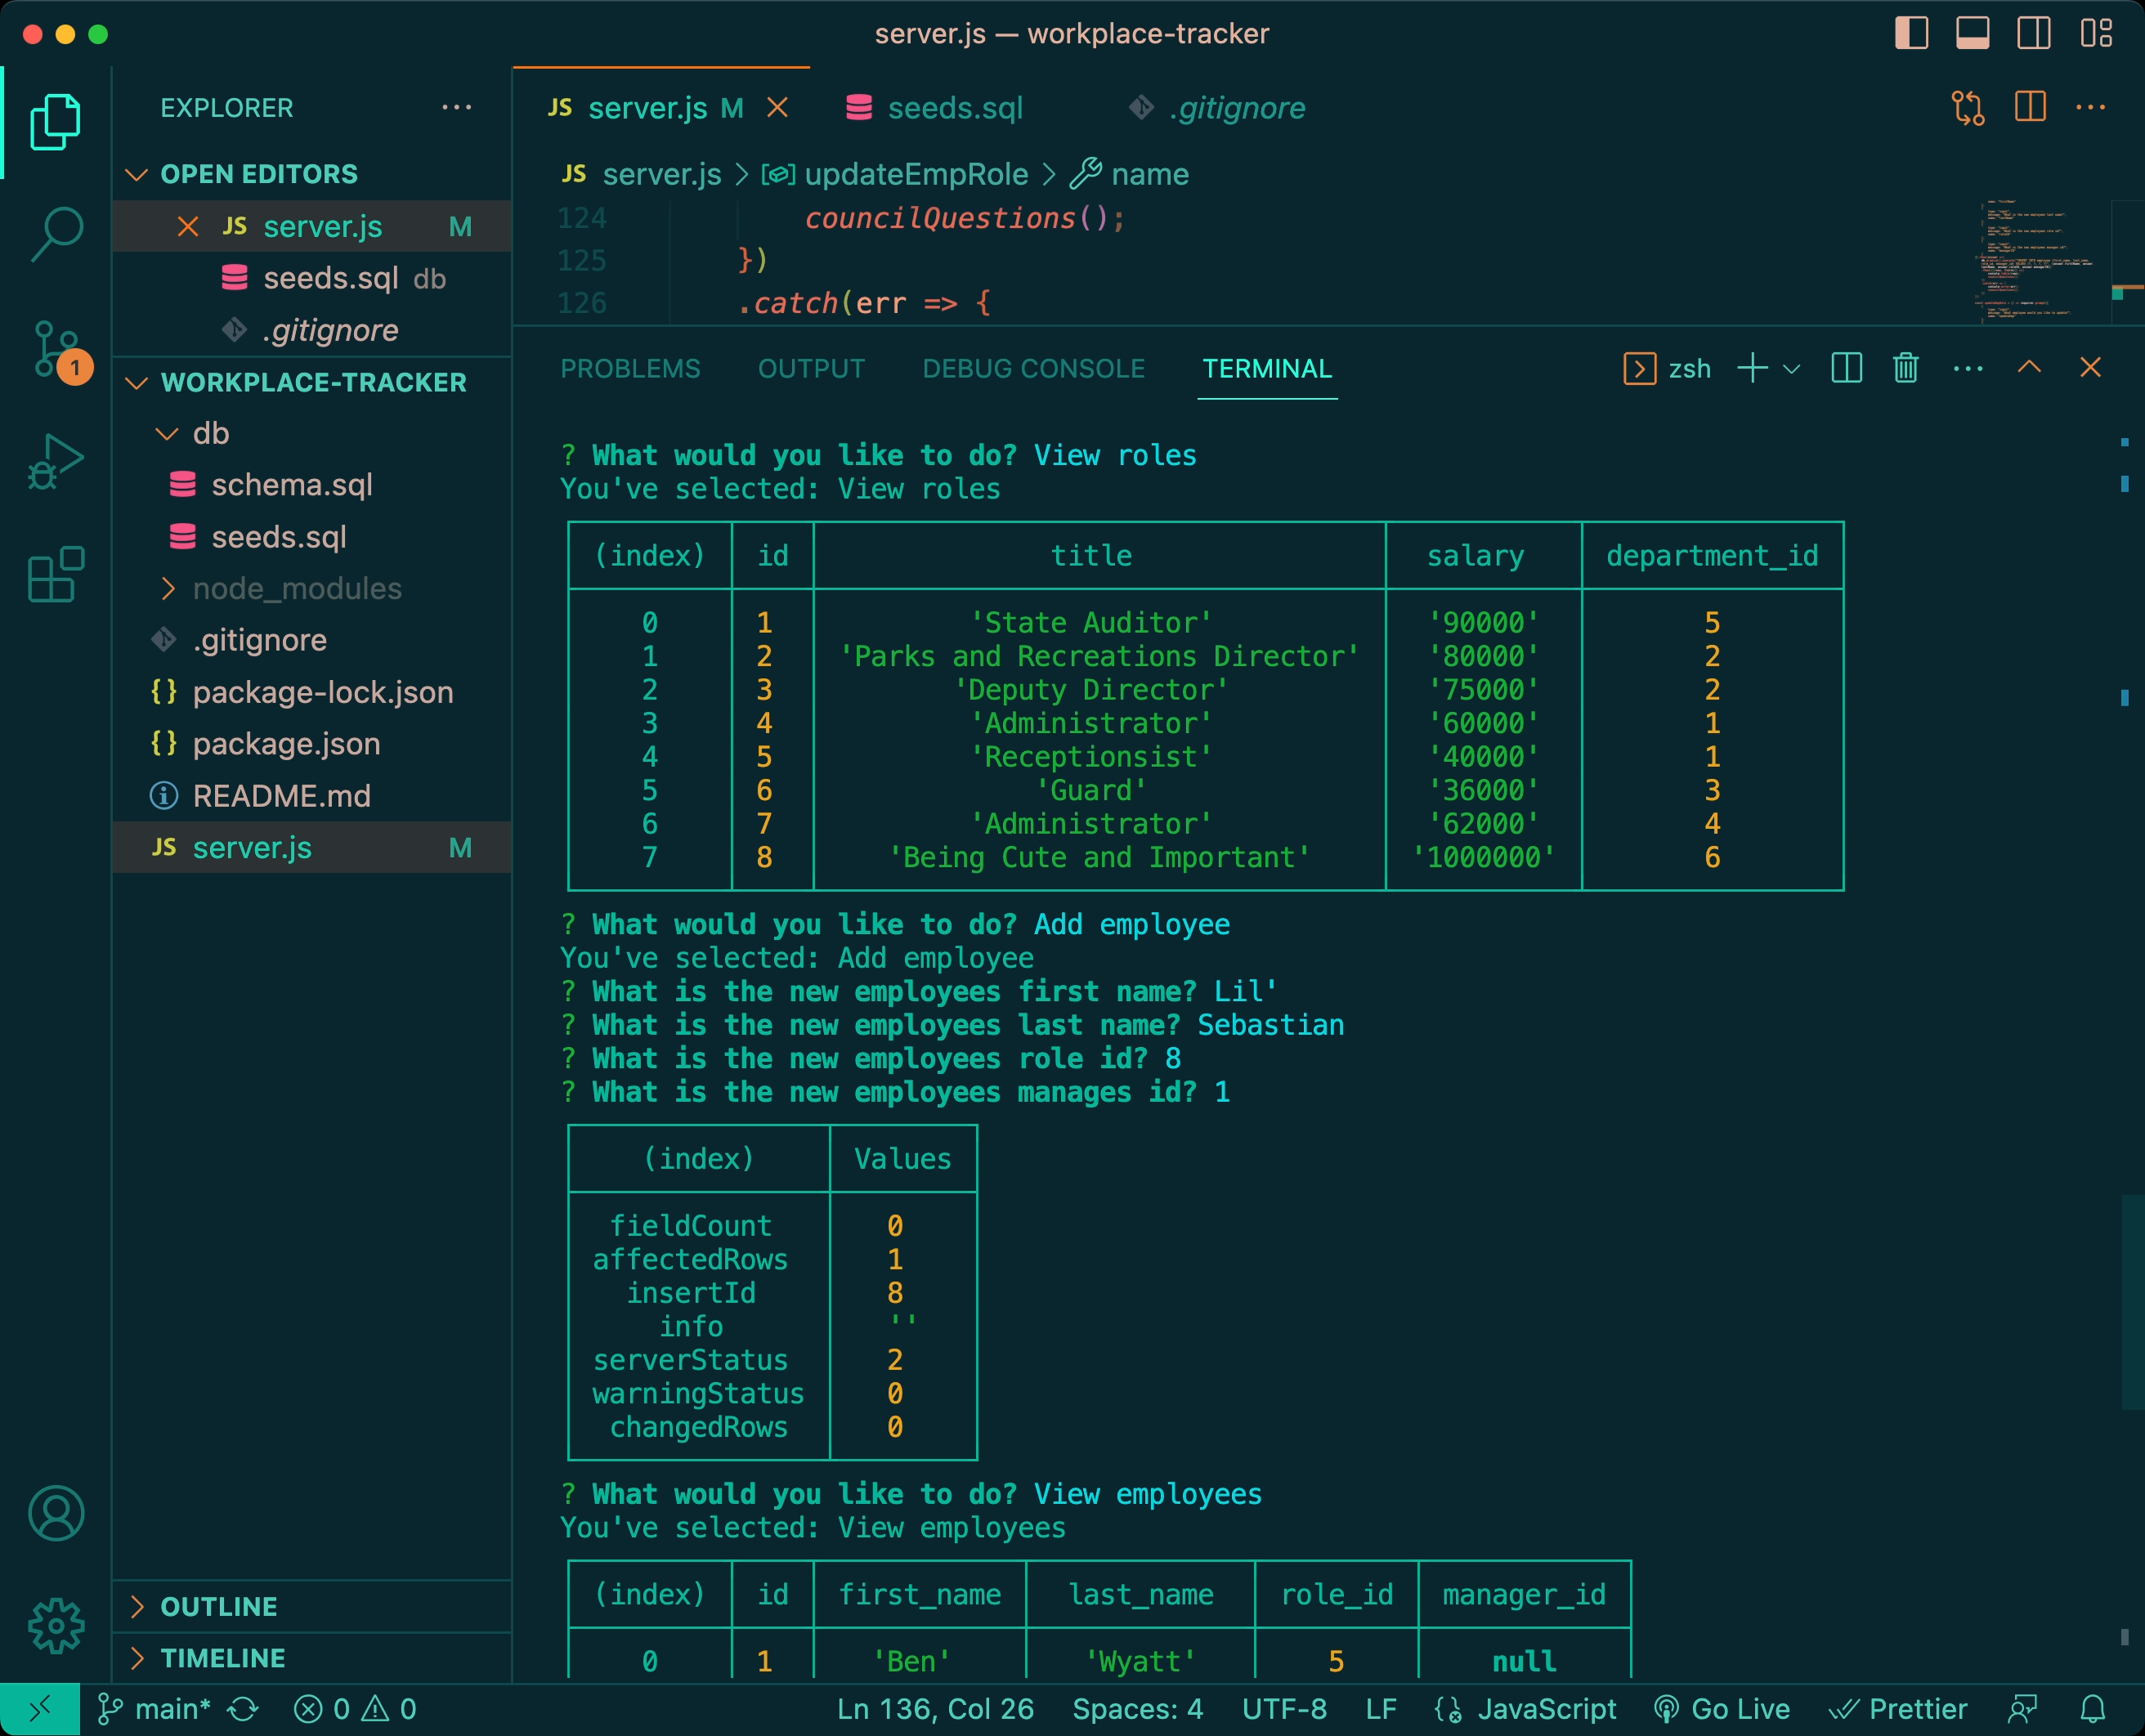 server.js — workplace-tracker
EXPLORER
OPEN EDITORS
JS server.js M
seeds.sql db
.gitignore
1
WORKPLACE-TRACKER
db
schema.sql
seeds.sql
node_modules
.gitignore
{} package-lock.json
{} package.json
README.md
JS server.js M
OUTLINE
TIMELINE
JS server.js M
seeds.sql
.gitignore
JS server.js > updateEmpRole > name
124 councilQuestions();
125 })
126 .catch(err => {
PROBLEMS OUTPUT DEBUG CONSOLE TERMINAL zsh
? What would you like to do? View roles
You've selected: View roles
(index) id title salary department_id
0 1 'State Auditor' '90000' 5
1 2 'Parks and Recreations Director' '80000' 2
2 3 'Deputy Director' '75000' 2
3 4 'Administrator' '60000' 1
4 5 'Receptionsist' '40000' 1
5 6 'Guard' '36000' 3
6 7 'Administrator' '62000' 4
7 8 'Being Cute and Important' '1000000' 6
? What would you like to do? Add employee
You've selected: Add employee
? What is the new employees first name? Lil'
? What is the new employees last name? Sebastian
? What is the new employees role id? 8
? What is the new employees manages id? 1
(index) Values
fieldCount 0
affectedRows 1
insertId 8
info ''
serverStatus 2
warningStatus 0
changedRows 0
? What would you like to do? View employees
You've selected: View employees
(index) id first_name last_name role_id manager_id
0 1 'Ben' 'Wyatt' 5 null
main* 0 0 Ln 136, Col 26 Spaces: 4 UTF-8 LF JavaScript Go Live Prettier